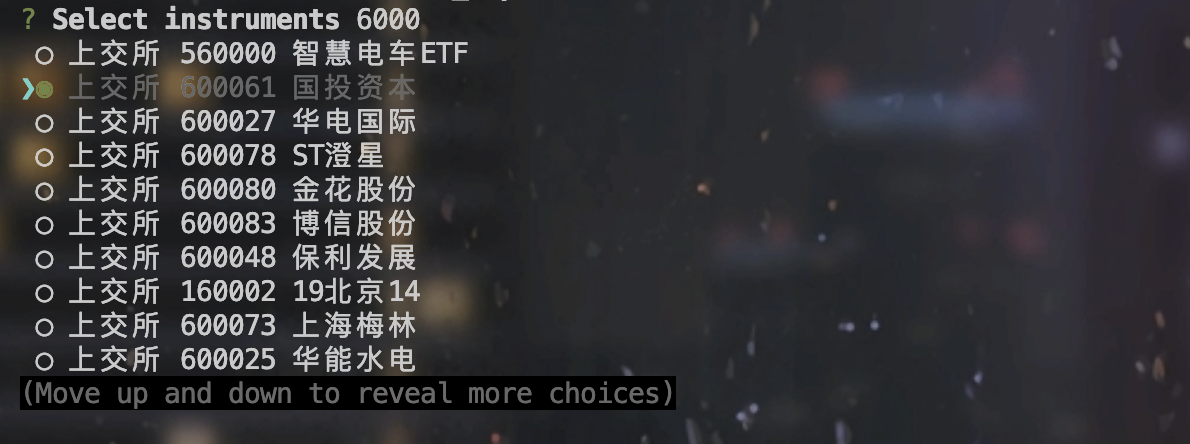 ? Select instruments 6000
○ 上交所 560000 智慧电车ETF
❯◉ 上交所 600061 国投资本
○ 上交所 600027 华电国际
○ 上交所 600078 ST澄星
○ 上交所 600080 金花股份
○ 上交所 600083 博信股份
○ 上交所 600048 保利发展
○ 上交所 160002 19北京14
○ 上交所 600073 上海梅林
○ 上交所 600025 华能水电
(Move up and down to reveal more choices)